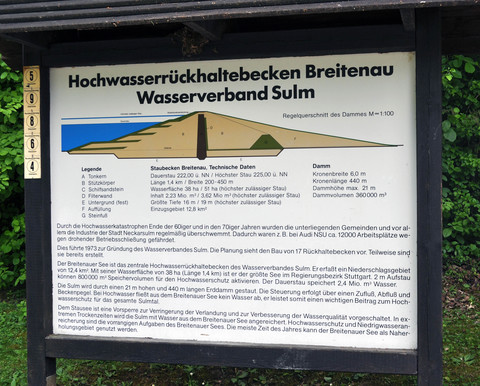 Hochwasserrückhaltebecken Breitenau
Wasserverband Sulm
Regelquerschnitt des Dammes M ~ 1:100
5
9
8
6
4
Legende
A Tonkern
B Stützkörper
C Schilfsandstein
D Filterwand
E Untergrund (fest)
F Auffüllung
G Steinfuß
Staubecken Breitenau, Technische Daten
Dauerstau 222,00 ü. NN / Höchster Stau 225,00 ü. NN
Länge 1,4 km / Breite 200-450 m
Wasserfläche 38 ha / 51 ha (höchster zulässiger Stau)
Inhalt 2,23 Mio. m³ / 3,62 Mio m³ (höchster zulässiger Stau)
Größte Tiefe 16 m / 19 m (höchster zulässiger Stau)
Einzugsgebiet 12,8 km²
Damm
Kronenbreite 6,0 m
Kronenlänge 440 m
Dammhöhe max. 21 m
Dammvolumen 360 000 m³
Durch die Hochwasserkatastrophen Ende der 60iger und in den 70iger Jahren wurden die unterliegenden Gemeinden und vor al-
lers die Industrie der Stadt Neckarsulm regelmäßig überschwemmt. Dadurch waren z. B. bei Audi NSU ca. 12000 Arbeitsplätze we-
gen drohender Betriebsschließung gefährdet.
Dies führte 1973 zur Gründung des Wasserverbandes Sulm. Die Planung sieht den Bau von 17 Rückhaltebecken vor. Teilweise sind
sie bereits erstellt.
Der Breitenauer See ist das zentrale Hochwasserrückhaltebecken des Wasserverbandes Sulm. Er erfaßt ein Niederschlagsgebiet
von 12,4 km². Mit seiner Wasserfläche von 38 ha (Länge 1,4 km) ist er der größte See im Regierungsbezirk Stuttgart. 2 m Aufstau
können 800 000 m³ Speichervolumen für den Hochwasserschutz aktivieren. Der Dauerstau speichert 2,4 Mio. m³ Wasser.
Die Sulm wird durch einen 21 m hohen und 440 m langen Erddamm gestaut. Die Steuerung erfolgt über einen Zufluß, Abfluß und
Beckenpegel. Bei Hochwasser fließt aus dem Breitenauer See kein Wasser ab, er leistet somit einen wichtigen Beitrag zum Hoch-
wasserschutz für das gesamte Sulmtal.
Dem Stausee ist eine Vorsperre zur Verringerung der Verlandung und zur Verbesserung der Wasserqualität vorgeschaltet. In ex-
tremen Trockenzeiten wird die Sulm mit Wasser aus dem Breitenauer See angereichert. Hochwasserschutz und Niedrigwasseran-
reicherung sind die vorrangigen Aufgaben des Breitenauer Sees. Die meiste Zeit des Jahres kann der Breitenauer See als Naher-
holungsgebiet genutzt werden.